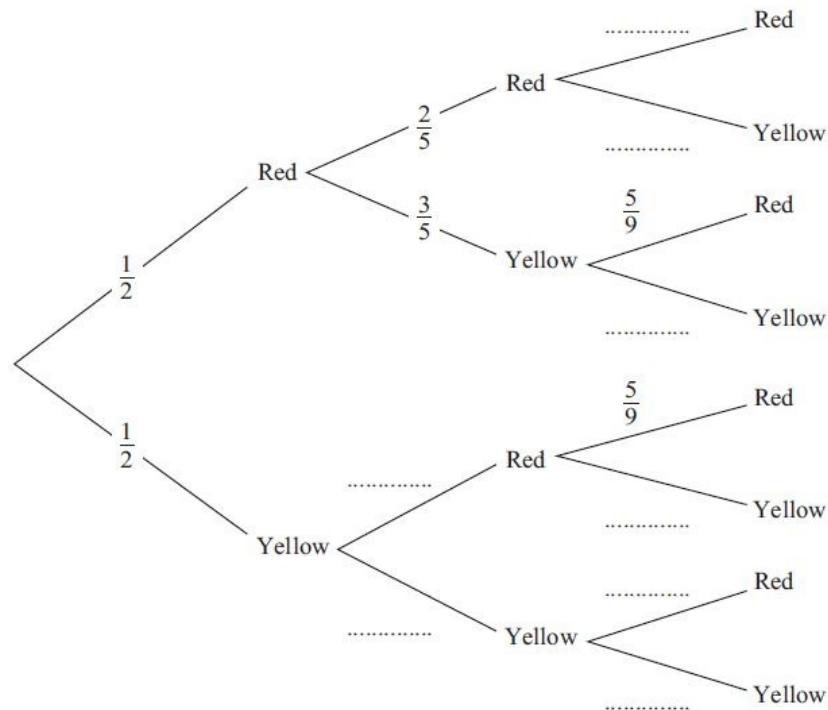 .............
Red
Red
2/5
Yellow
.............
Red
3/5
5/9
Red
Yellow
1/2
.............
Yellow
5/9
Red
1/2
.............
Red
Yellow
.............
Yellow
.............
Red
.............
Yellow
.............
Yellow